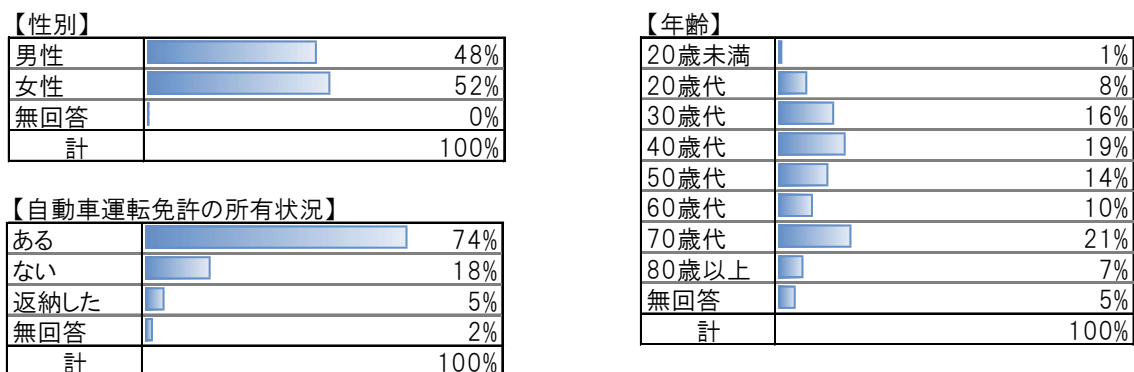 【性別】
男性 48%
女性 52%
無回答 0%
計 100%
【自動車運転免許の所有状況】
ある 74%
ない 18%
返納した 5%
無回答 2%
計 100%
【年齢】
20歳未満 1%
20歳代 8%
30歳代 16%
40歳代 19%
50歳代 14%
60歳代 10%
70歳代 21%
80歳以上 7%
無回答 5%
計 100%